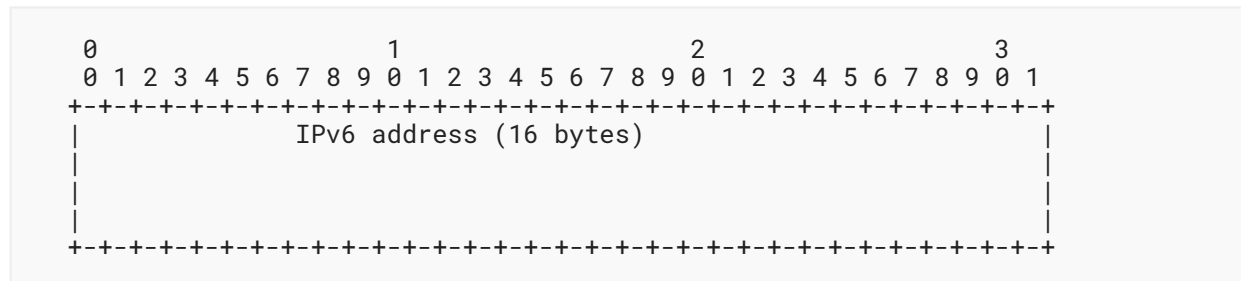 0                   1                   2                   3
 0 1 2 3 4 5 6 7 8 9 0 1 2 3 4 5 6 7 8 9 0 1 2 3 4 5 6 7 8 9 0 1
+-+-+-+-+-+-+-+-+-+-+-+-+-+-+-+-+-+-+-+-+-+-+-+-+-+-+-+-+-+-+-+-+
|              IPv6 address (16 bytes)                          |
|                                                               |
|                                                               |
|                                                               |
+-+-+-+-+-+-+-+-+-+-+-+-+-+-+-+-+-+-+-+-+-+-+-+-+-+-+-+-+-+-+-+-+